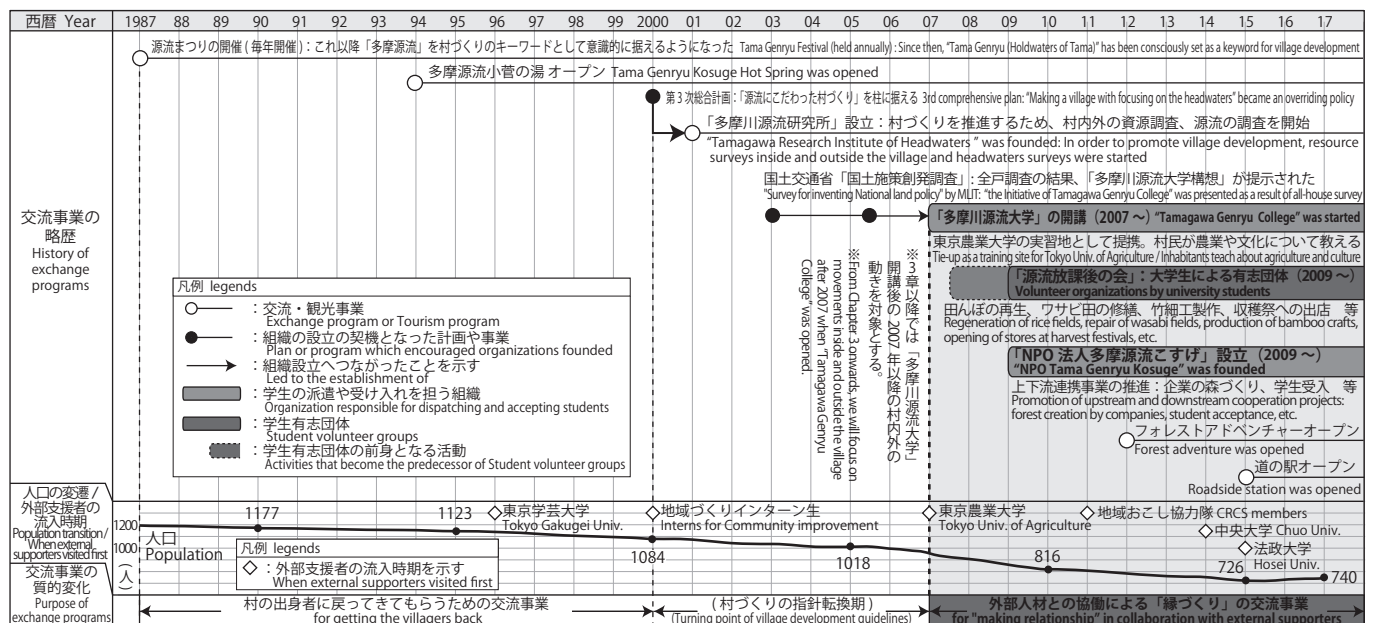 西暦 Year 1987 88 89 90 91 92 93 94 95 96 97 98 99 2000 01 02 03 04 05 06 07 08 09 10 11 12 13 14 15 16 17
交流事業の
略歴
History of
exchange
programs
源流まつりの開催(毎年開催):これ以降「多摩源流」を村づくりのキーワードとして意識的に据えるようになった Tama Genryu Festival (held annually) : Since then, "Tama Genryu (Holdwaters of Tama)" has been consciously set as a keyword for village development
多摩源流小菅の湯 オープン Tama Genryu Kosuge Hot Spring was opened
第3次総合計画:「源流にこだわった村づくり」を柱に据える 3rd comprehensive plan: "Making a village with focusing on the headwaters" became an overriding policy
「多摩川源流研究所」設立:村づくりを推進するため、村内外の資源調査、源流の調査を開始
"Tamagawa Research Institute of Headwaters " was founded: In order to promote village development, resource
surveys inside and outside the village and headwaters surveys were started
国土交通省「国土施策創発調査」: 全戸調査の結果、「多摩川源流大学構想」が提示された
"Survey for inventing National land policy" by MLIT: "the Initiative of Tamagawa Genryu College" was presented as a result of all-house survey
「多摩川源流大学」の開講(2007 ~) "Tamagawa Genryu College" was started
東京農業大学の実習地として提携。村民が農業や文化について教える
Tie-up as a training site for Tokyo Univ. of Agriculture / Inhabitants teach about agriculture and culture
「源流放課後の会」:大学生による有志団体(2009 ~)
Volunteer organizations by university students
田んぼの再生、ワサビ田の修繕、竹細工製作、収穫祭への出店 等
Regeneration of rice fields, repair of wasabi fields, production of bamboo crafts,
opening of stores at harvest festivals, etc.
「NPO 法人多摩源流こすげ」設立(2009 ~)
"NPO Tama Genryu Kosuge" was founded
上下流連携事業の推進:企業の森づくり、学生受入 等
Promotion of upstream and downstream cooperation projects:
forest creation by companies, student acceptance, etc.
フォレストアドベンチャーオープン
Forest adventure was opened
道の駅オープン
Roadside station was opened
※3章以降では「多摩川源流大学」
開講後の 2007 年以降の村内外の
動きを対象とする。
※From Chapter 3 onwards, we will focus on
movements inside and outside the village
after 2007 when "Tamagawa Genryu
College" was opened
凡例 legends
:交流・観光事業
Exchange program or Tourism program
:組織の設立の契機となった計画や事業
Plan or program which encouraged organizations founded
:組織設立へつながったことを示す
Led to the establishment of
:学生の派遣や受け入れを担う組織
Organization responsible for dispatching and accepting students
:学生有志団体
Student volunteer groups
:学生有志団体の前身となる活動
Activities that become the predecessor of Student volunteer groups
人口の変遷 /
外部支援者の
流入時期
Population transition /
When external
supporters visited first
1200
1000
(人)
人口
Population
1177
1123
1084
1018
816
726
740
東京学芸大学
Tokyo Gakugei Univ.
地域づくりインターン生
Interns for Community improvement
東京農業大学
Tokyo Univ. of Agriculture
地域おこし協力隊 CRCS members
中央大学 Chuo Univ.
法政大学
Hosei Univ.
凡例 legends
:外部支援者の流入時期を示す
When external supporters visited first
交流事業の
質的変化
Purpose of
exchange programs
村の出身者に戻ってきてもらうための交流事業
for getting the villagers back
(村づくりの指針転換期)
(Turning point of village development guidelines)
外部人材との協働による「縁づくり」の交流事業
for "making relationship" in collaboration with external supporters